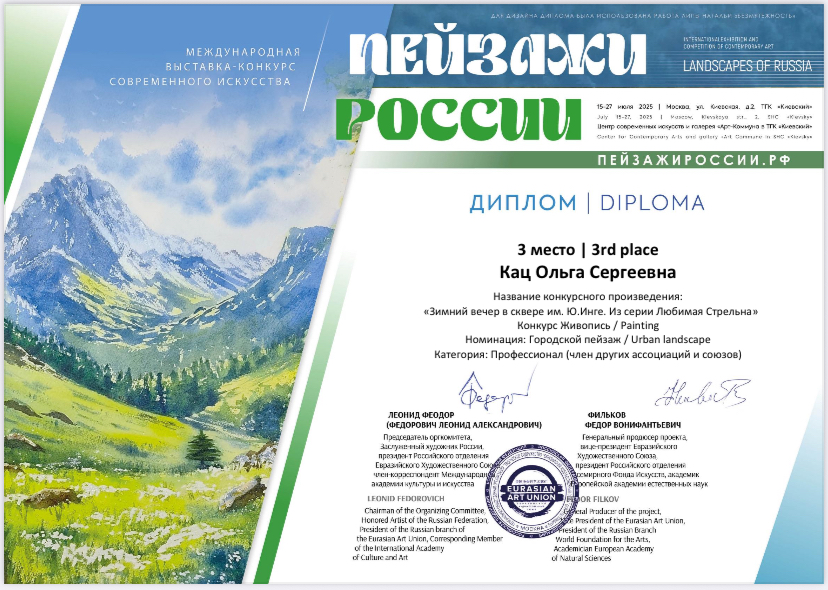 ДЛЯ ДИЗАЙНА ДИПЛОМА БЫЛА ИСПОЛЬЗОВАНА РАБОТА
МЕЖДУНАРОДНАЯ
ВЫСТАВКА-КОНКУРС
СОВРЕМЕННОГО ИСКУССТВА
ПЕЙЗАЖИ
РОССИИ
INTERNATIONAL EXHIBITION AND
COMPETITION OF CONTEMPORARY ART
LANDSCAPES OF RUSSIA
15-27 июля 2025 | Москва, ул. Киевская, д.2, ТГК «Киевский»
July 15-27, 2025 | Moscow, Kievskaya str., 2, SHC «Kievsky»
Центр современных искусств и галерея «Арт-Коммуна в ТГК «Киевский»
Center for Contemporary Arts and gallery «Art Commune in SHC «Kievsky»
ПЕЙЗАЖИРОССИИ.РФ
ДИПЛОМ | DIPLOMA
3 место | 3rd place
Кац Ольга Сергеевна
Название конкурсного произведения:
«Зимний вечер в сквере им. Ю.Инге. Из серии Любимая Стрельна»
Конкурс Живопись / Painting
Номинация: Городской пейзаж / Urban landscape
Категория: Профессионал (член других ассоциаций и союзов)
ЛЕОНИД ФЕОДОР
(ФЕДОРОВИЧ ЛЕОНИД АЛЕКСАНДРОВИЧ)
Председатель оргкомитета,
Заслуженный художник России,
президент Российского отделения
Евразийского Художественного
член-корреспондент
академии культуры и искусства
LEONID FEDOROVICH
Chairman of the Organizing Committee,
Honored Artist of the Russian Federation,
President of the Russian branch of
the Eurasian Art Union, Corresponding Member
of the International Academy
of Culture and Art
ФИЛЬКОВ
ФЕДОР ВОНИФАНТЬЕВИЧ
Генеральный продюсер проекта,
вице-президент Евразийского
Художественного Союза,
президент Российского отделения
Фонда Искусств, академик
академии естественных наук
FILKOV
Producer of the project,
President of the Eurasian Art Union,
President of the Russian Branch
World Foundation for the Arts,
Academician European Academy
of Natural Sciences
EURASIAN
ART UNION
МОСКВА